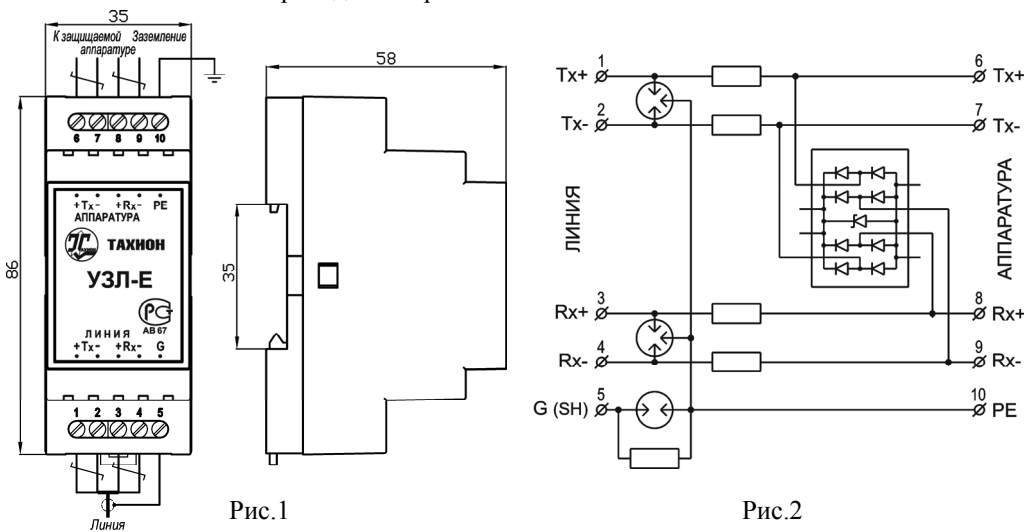 35
К защищаемой
аппаратуре
Заземление
6 7 8 9 10
+Tx- +Rx- PE
АППАРАТУРА
ТАХИОН
УЗЛ-Е
РС
АВ67
ЛИНИЯ
+Tx- +Rx- G
1 2 3 4 5
Линия
86
58
35
Рис.1
1
Tx+
2
Tx-
ЛИНИЯ
3
Rx+
4
Rx-
5
G (SH)
6
Tx+
7
Tx-
АППАРАТУРА
8
Rx+
9
Rx-
10
PE
Рис.2